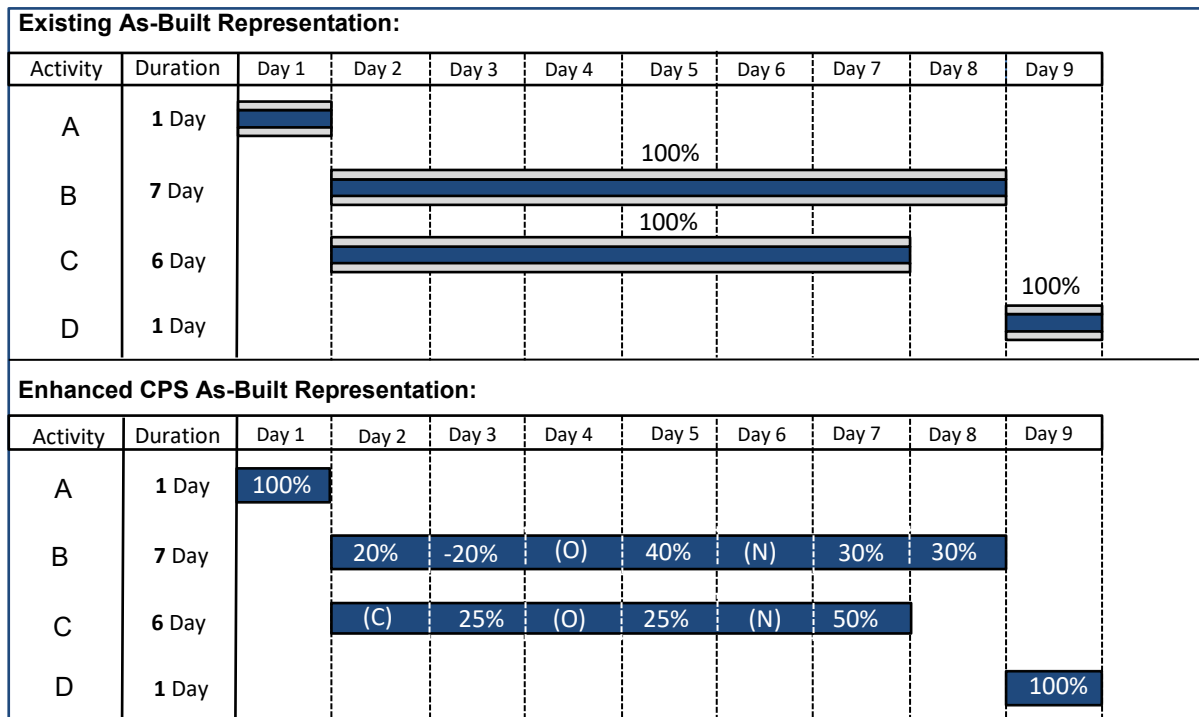 Existing As-Built Representation:
Activity Duration Day 1 Day 2 Day 3 Day 4 Day 5 Day 6 Day 7 Day 8 Day 9
A 1 Day
100%
B 7 Day
100%
C 6 Day
100%
D 1 Day
Enhanced CPS As-Built Representation:
Activity Duration Day 1 Day 2 Day 3 Day 4 Day 5 Day 6 Day 7 Day 8 Day 9
A 1 Day 100%
B 7 Day 20% -20% (O) 40% (N) 30% 30%
C 6 Day (C) 25% (O) 25% (N) 50%
D 1 Day 100%